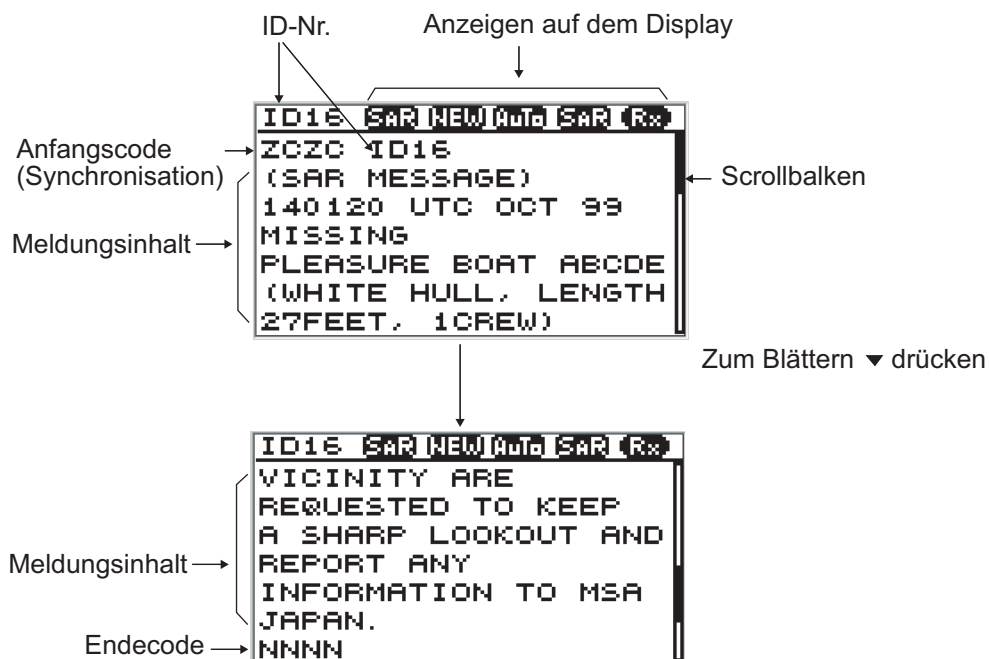 ID-Nr.
Anzeigen auf dem Display
ID16 SAR NEW AuTo SAR Rx
Anfangscode
(Synchronisation)
ZCZC ID16
(SAR MESSAGE)
Scrollbalken
140120 UTC OCT 99
Meldungsinhalt
MISSING
PLEASURE BOAT ABCDE
(WHITE HULL, LENGTH
27FEET, 1CREW)
Zum Blättern ▼ drücken
ID16 SAR NEW AuTo SAR Rx
VICINITY ARE
REQUESTED TO KEEP
A SHARP LOOKOUT AND
Meldungsinhalt
REPORT ANY
INFORMATION TO MSA
JAPAN.
Endecode
NNNN